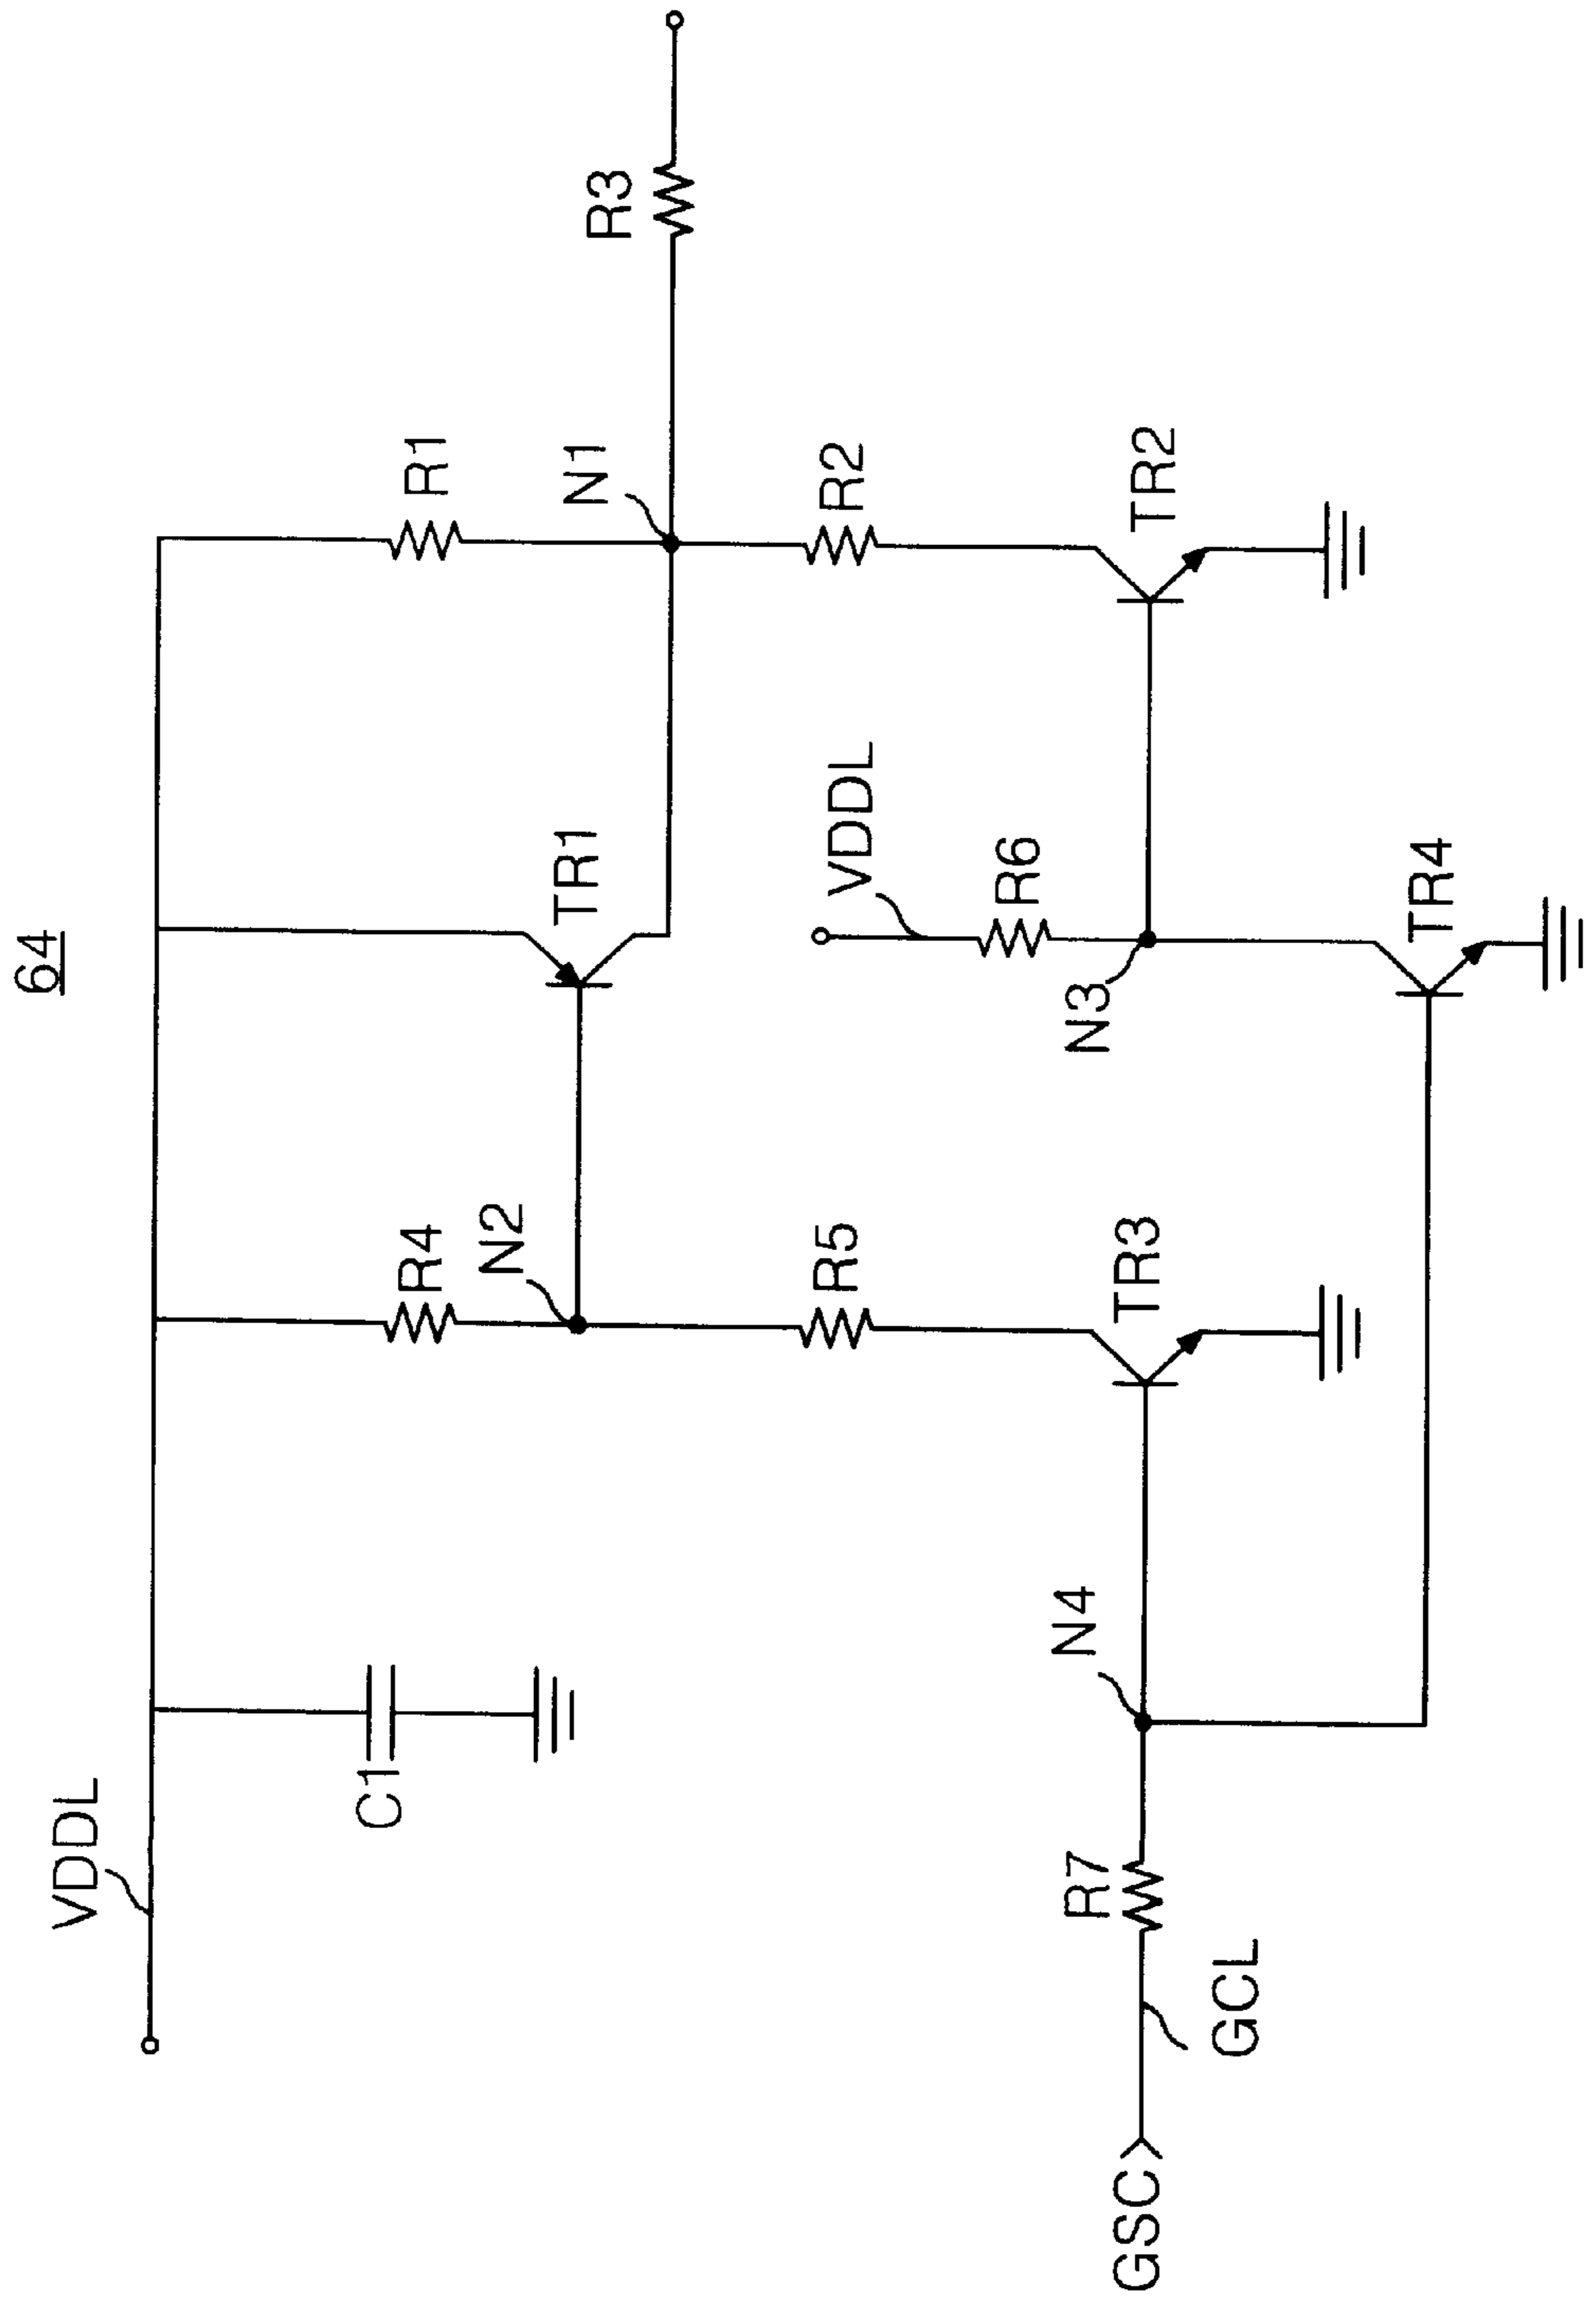 64
VDDL
C1
R4
N2
TR1
R1
N1
R3
R5
VDDL
R6
R2
N3
TR2
N4
TR3
R7
GSC
GCL
TR4